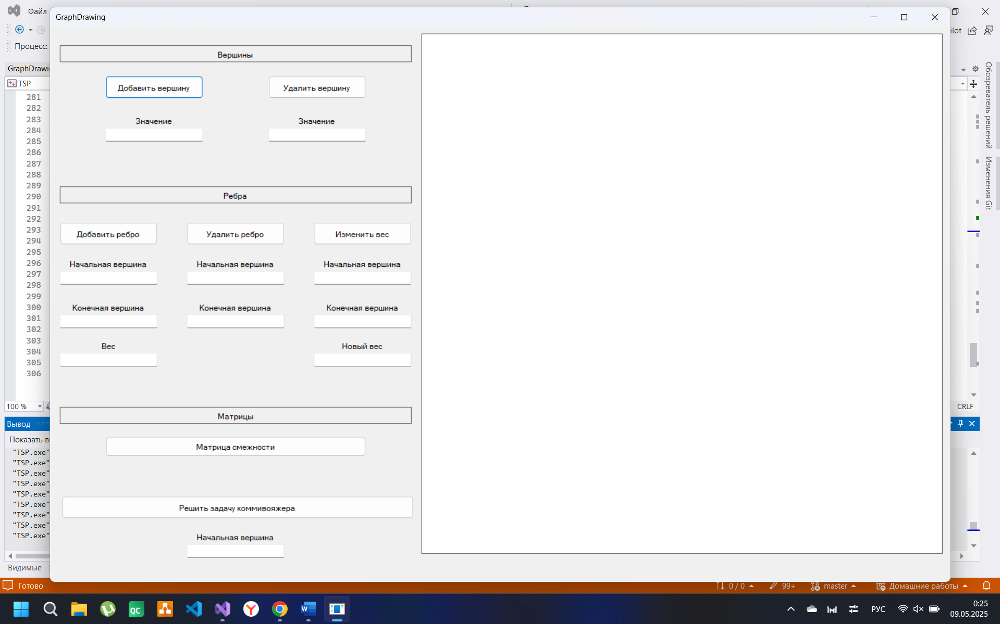 Файл
GraphDrawing
ilot
Процесс:
GraphDrawi
TSP
281
282
283
284
285
286
287
288
289
290
291
292
293
294
295
296
297
298
299
300
301
302
303
304
305
306
100 %
Вывод
Показать в
"TSP.exe"
"TSP.exe"
"TSP.exe"
"TSP.exe"
"TSP.exe"
"TSP.exe"
"TSP.exe"
"TSP.exe"
"TSP.exe"
Видимые
Готово
Вершины
Добавить вершину
Удалить вершину
Значение
Значение
Ребра
Добавить ребро
Удалить ребро
Изменить вес
Начальная вершина
Начальная вершина
Начальная вершина
Конечная вершина
Конечная вершина
Конечная вершина
Вес
Новый вес
Матрицы
Матрица смежности
Решить задачу коммивояжера
Начальная вершина
Обозреватель решений
Изменения Git
CRLF
0 / 0
99+
master
Домашние работы
QC
РУС
0:25
09.05.2025